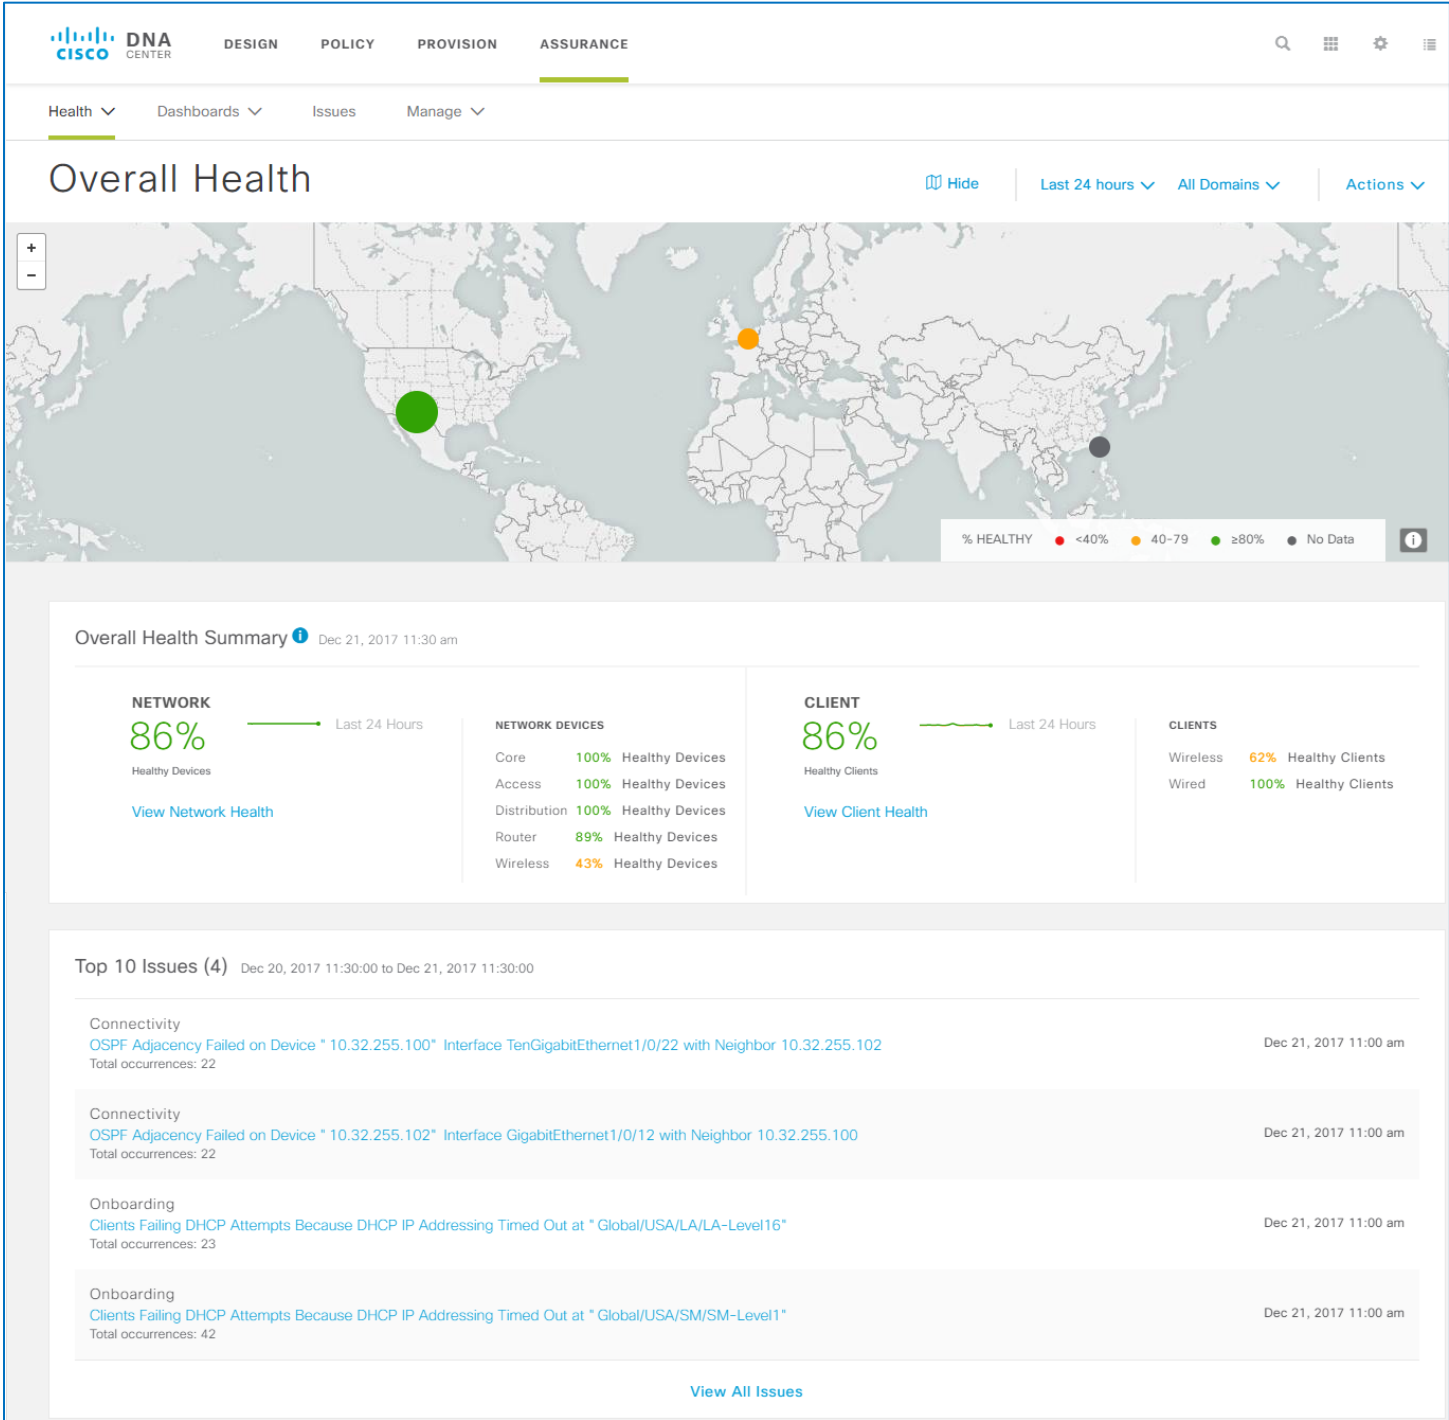 CISCO DNA CENTER DESIGN POLICY PROVISION ASSURANCE
Health Dashboards Issues Manage
Overall Health
Hide Last 24 hours All Domains Actions
+
−
% HEALTHY <40% 40-79 ≥80% No Data
Overall Health Summary Dec 21, 2017 11:30 am
NETWORK
86% Last 24 Hours
Healthy Devices
View Network Health
NETWORK DEVICES
Core 100% Healthy Devices
Access 100% Healthy Devices
Distribution 100% Healthy Devices
Router 89% Healthy Devices
Wireless 43% Healthy Devices
CLIENT
86% Last 24 Hours
Healthy Clients
View Client Health
CLIENTS
Wireless 62% Healthy Clients
Wired 100% Healthy Clients
Top 10 Issues (4) Dec 20, 2017 11:30:00 to Dec 21, 2017 11:30:00
Connectivity
OSPF Adjacency Failed on Device " 10.32.255.100" Interface TenGigabitEthernet1/0/22 with Neighbor 10.32.255.102 Dec 21, 2017 11:00 am
Total occurrences: 22
Connectivity
OSPF Adjacency Failed on Device " 10.32.255.102" Interface GigabitEthernet1/0/12 with Neighbor 10.32.255.100 Dec 21, 2017 11:00 am
Total occurrences: 22
Onboarding
Clients Failing DHCP Attempts Because DHCP IP Addressing Timed Out at " Global/USA/LA/LA-Level16" Dec 21, 2017 11:00 am
Total occurrences: 23
Onboarding
Clients Failing DHCP Attempts Because DHCP IP Addressing Timed Out at " Global/USA/SM/SM-Level1" Dec 21, 2017 11:00 am
Total occurrences: 42
View All Issues